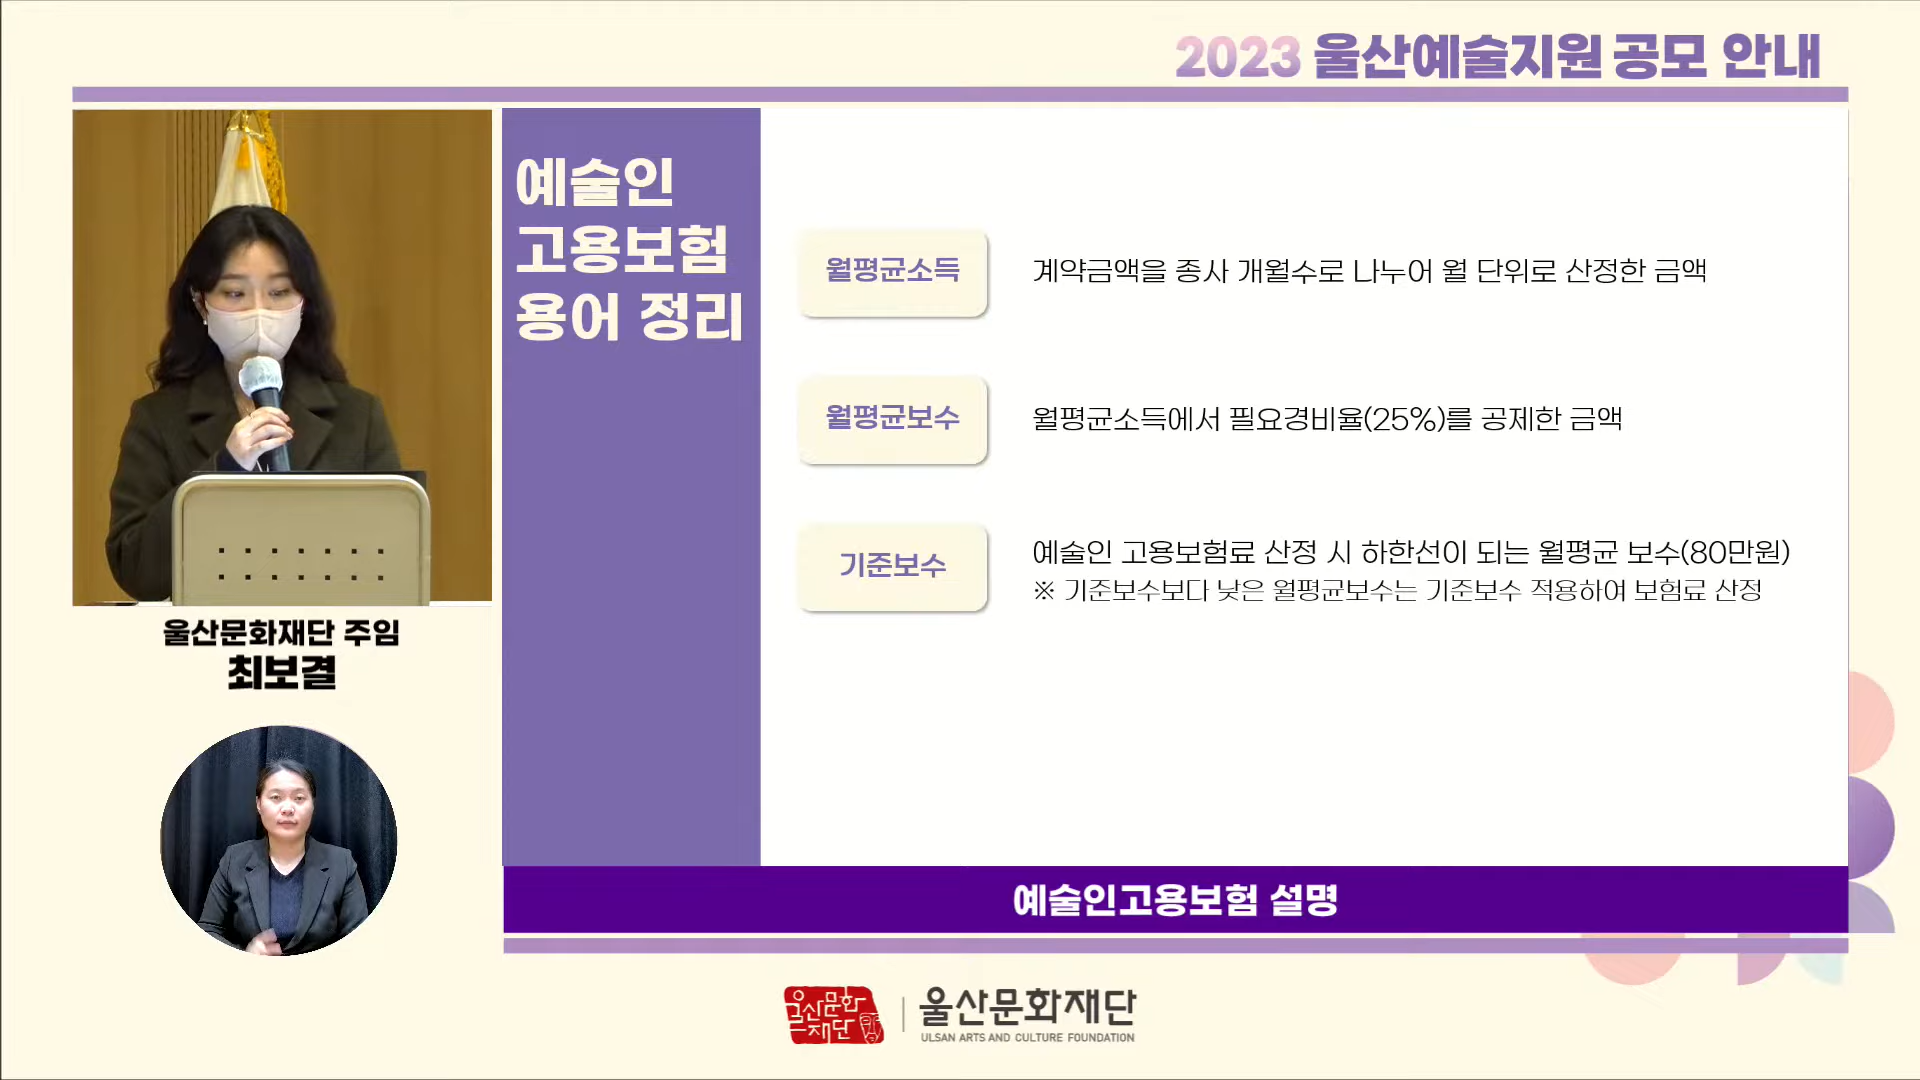 2023 울산예술지원 공모 안내
예술인
고용보험
용어 정리
월평균소득
계약금액을 종사 개월수로 나누어 월 단위로 산정한 금액
월평균보수
월평균소득에서 필요경비율(25%)를 공제한 금액
기준보수
예술인 고용보험료 산정 시 하한선이 되는 월평균 보수(80만원)
※ 기준보수보다 낮은 월평균보수는 기준보수 적용하여 보험료 산정
울산문화재단 주임
최보결
예술인고용보험 설명
울산문화
재단
울산문화재단
ULSAN ARTS AND CULTURE FOUNDATION